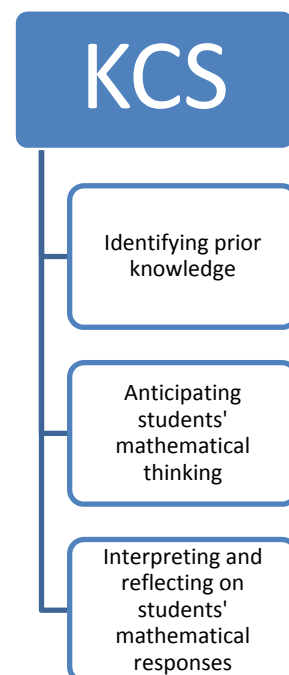 KCS
Identifying prior
knowledge
Anticipating
students'
mathematical
thinking
Interpreting and
reflecting on
students'
mathematical
responses